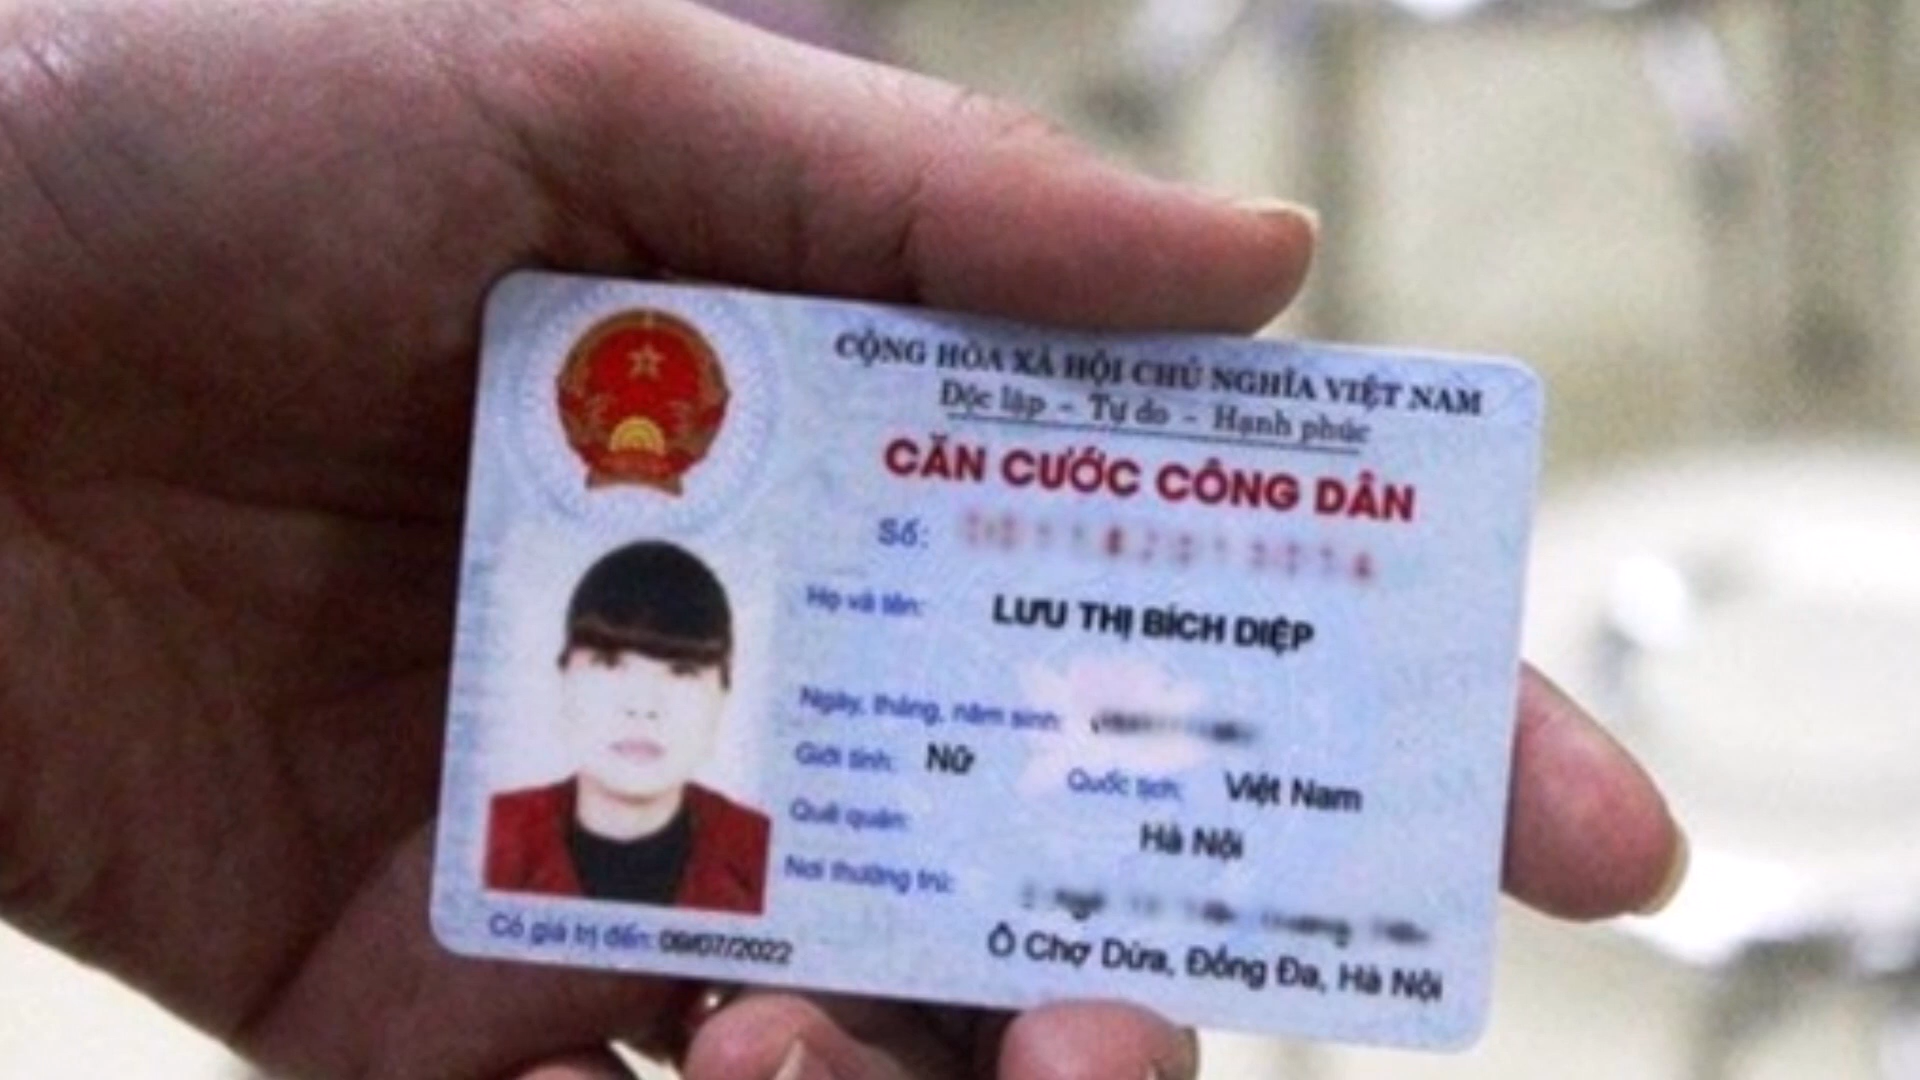 CỘNG HÒA XÃ HỘI CHỦ NGHĨA VIỆT NAM
Độc lập - Tự do - Hạnh phúc
CĂN CƯỚC CÔNG DÂN
Số:
Họ và tên: LƯU THỊ BÍCH DIỆP
Ngày, tháng, năm sinh:
Giới tính: Nữ Quốc tịch: Việt Nam
Quê quán: Hà Nội
Nơi thường trú:
Ô Chợ Dừa, Đống Đa, Hà Nội
Có giá trị đến: 09/07/2022